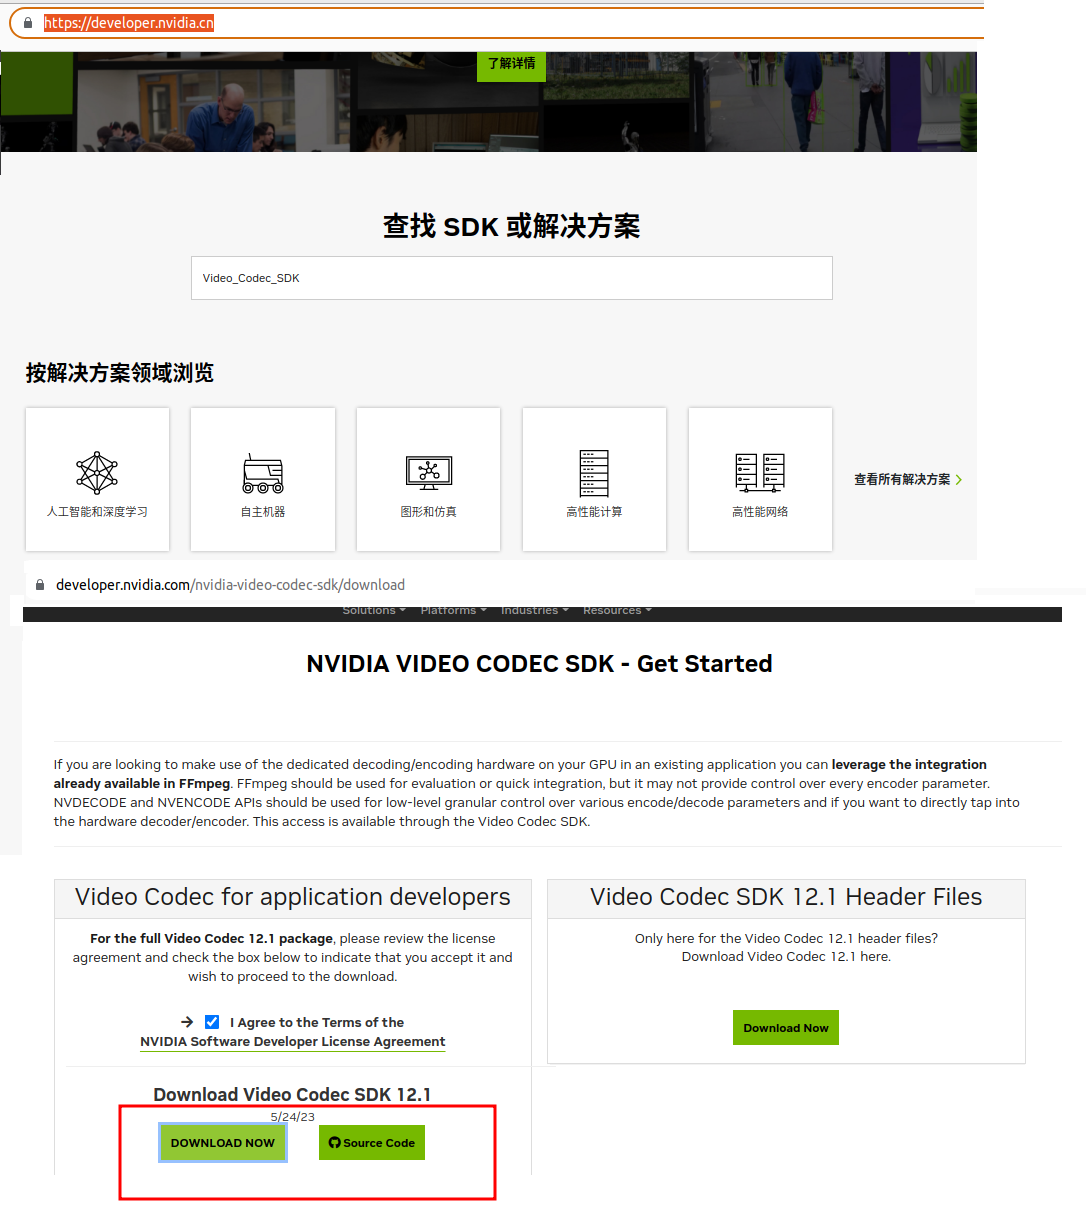 https://developer.nvidia.cn
了解详情
查找 SDK 或解决方案
Video_Codec_SDK
按解决方案领域浏览
人工智能和深度学习
自主机器
图形和仿真
高性能计算
高性能网络
查看所有解决方案
developer.nvidia.com/nvidia-video-codec-sdk/download
Solutions Platforms Industries Resources
NVIDIA VIDEO CODEC SDK - Get Started
If you are looking to make use of the dedicated decoding/encoding hardware on your GPU in an existing application you can leverage the integration
already available in FFmpeg. FFmpeg should be used for evaluation or quick integration, but it may not provide control over every encoder parameter.
NVDECODE and NVENCODE APIs should be used for low-level granular control over various encode/decode parameters and if you want to directly tap into
the hardware decoder/encoder. This access is available through the Video Codec SDK.
Video Codec for application developers
For the full Video Codec 12.1 package, please review the license
agreement and check the box below to indicate that you accept it and
wish to proceed to the download.
I Agree to the Terms of the
NVIDIA Software Developer License Agreement
Download Video Codec SDK 12.1
5/24/23
DOWNLOAD NOW
Source Code
Video Codec SDK 12.1 Header Files
Only here for the Video Codec 12.1 header files?
Download Video Codec 12.1 here.
Download Now